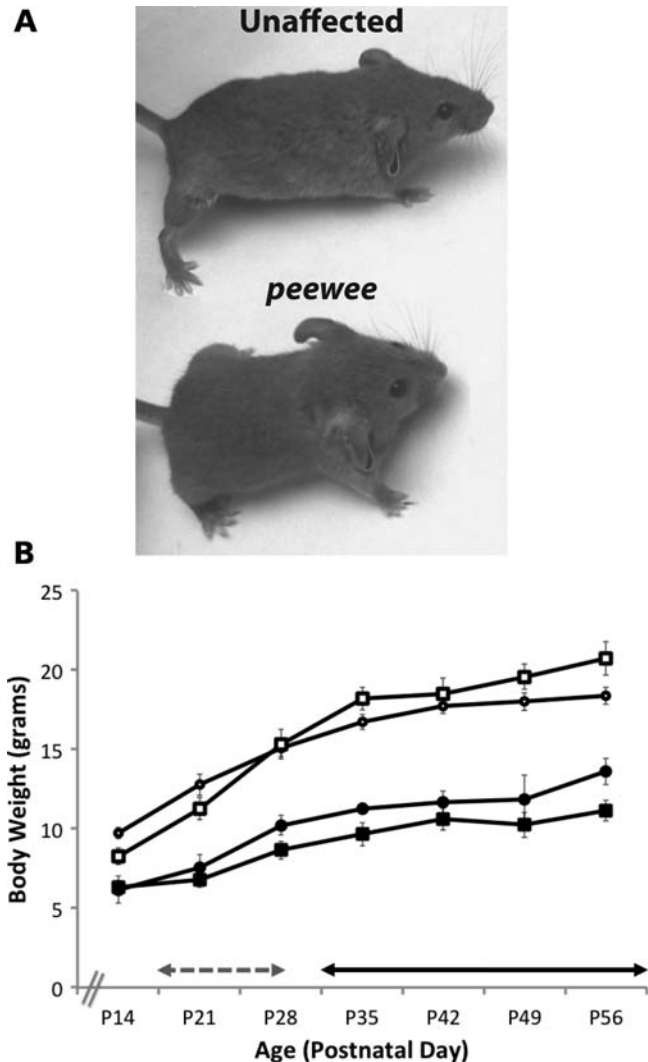 A
Unaffected
peewee
B
Body Weight (grams)
25
20
15
10
5
0
P14 P21 P28 P35 P42 P49 P56
Age (Postnatal Day)